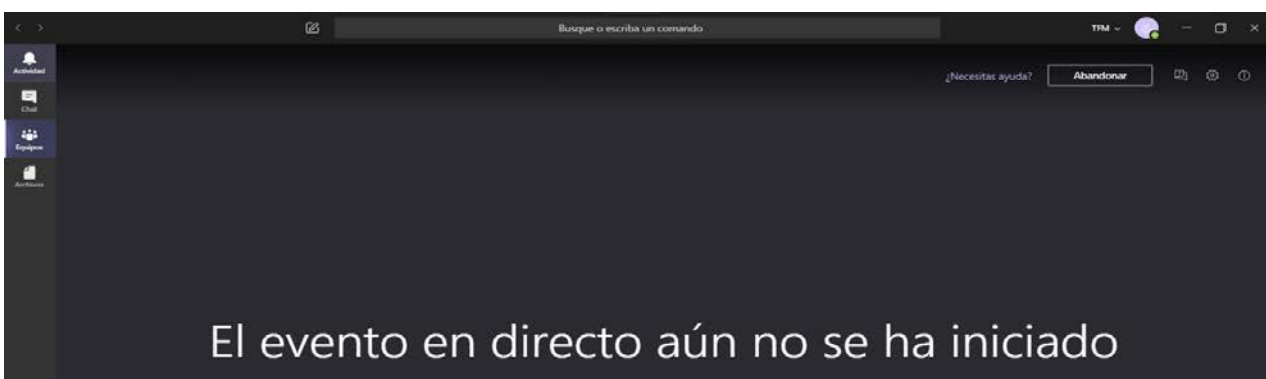 Busque o escriba un comando
TFM
Actividad
¿Necesitas ayuda?
Abandonar
Chat
Equipos
Archivos
El evento en directo aún no se ha iniciado